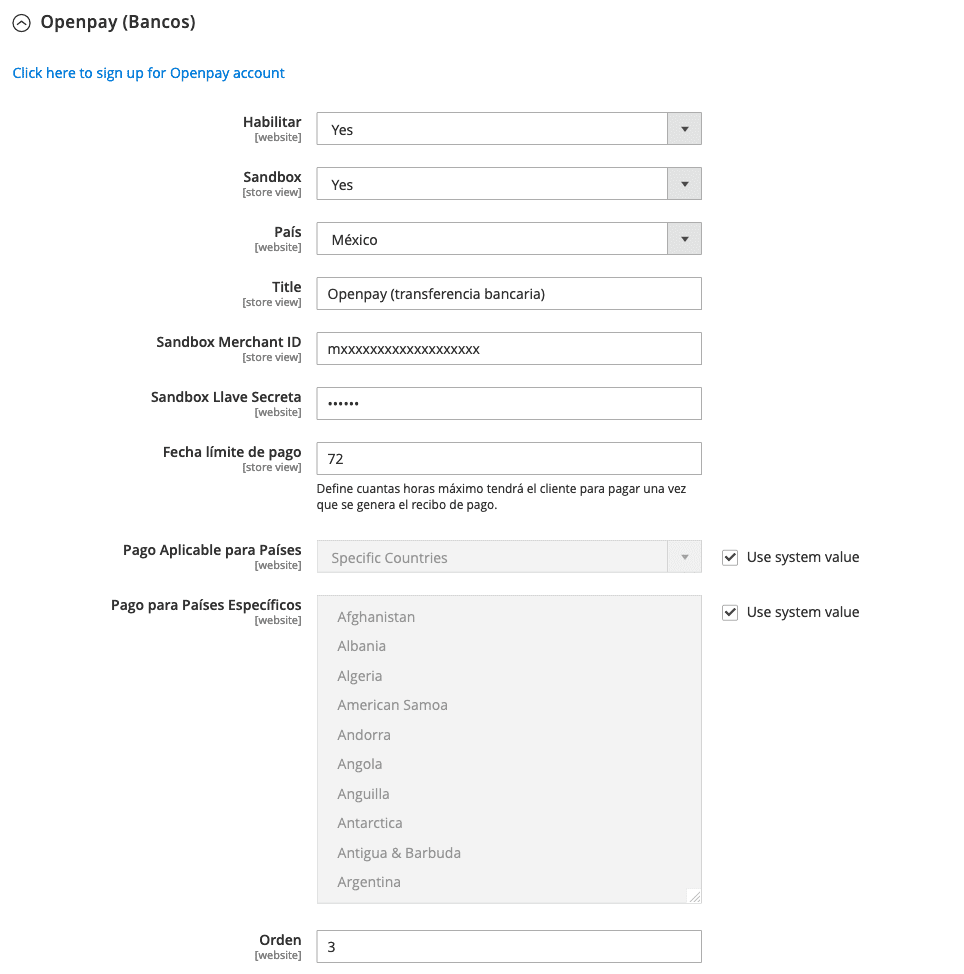 Openpay (Bancos)
Click here to sign up for Openpay account
Habilitar
[website]
Yes
Sandbox
[store view]
Yes
País
[website]
México
Title
[store view]
Openpay (transferencia bancaria)
Sandbox Merchant ID
[store view]
mxxxxxxxxxxxxxxxxxxx
Sandbox Llave Secreta
[website]
••••••
Fecha límite de pago
[store view]
72
Define cuantas horas máximo tendrá el cliente para pagar una vez
que se genera el recibo de pago.
Pago Aplicable para Países
[website]
Specific Countries
Use system value
Pago para Países Específicos
[website]
Use system value
Afghanistan
Albania
Algeria
American Samoa
Andorra
Angola
Anguilla
Antarctica
Antigua & Barbuda
Argentina
Orden
[website]
3